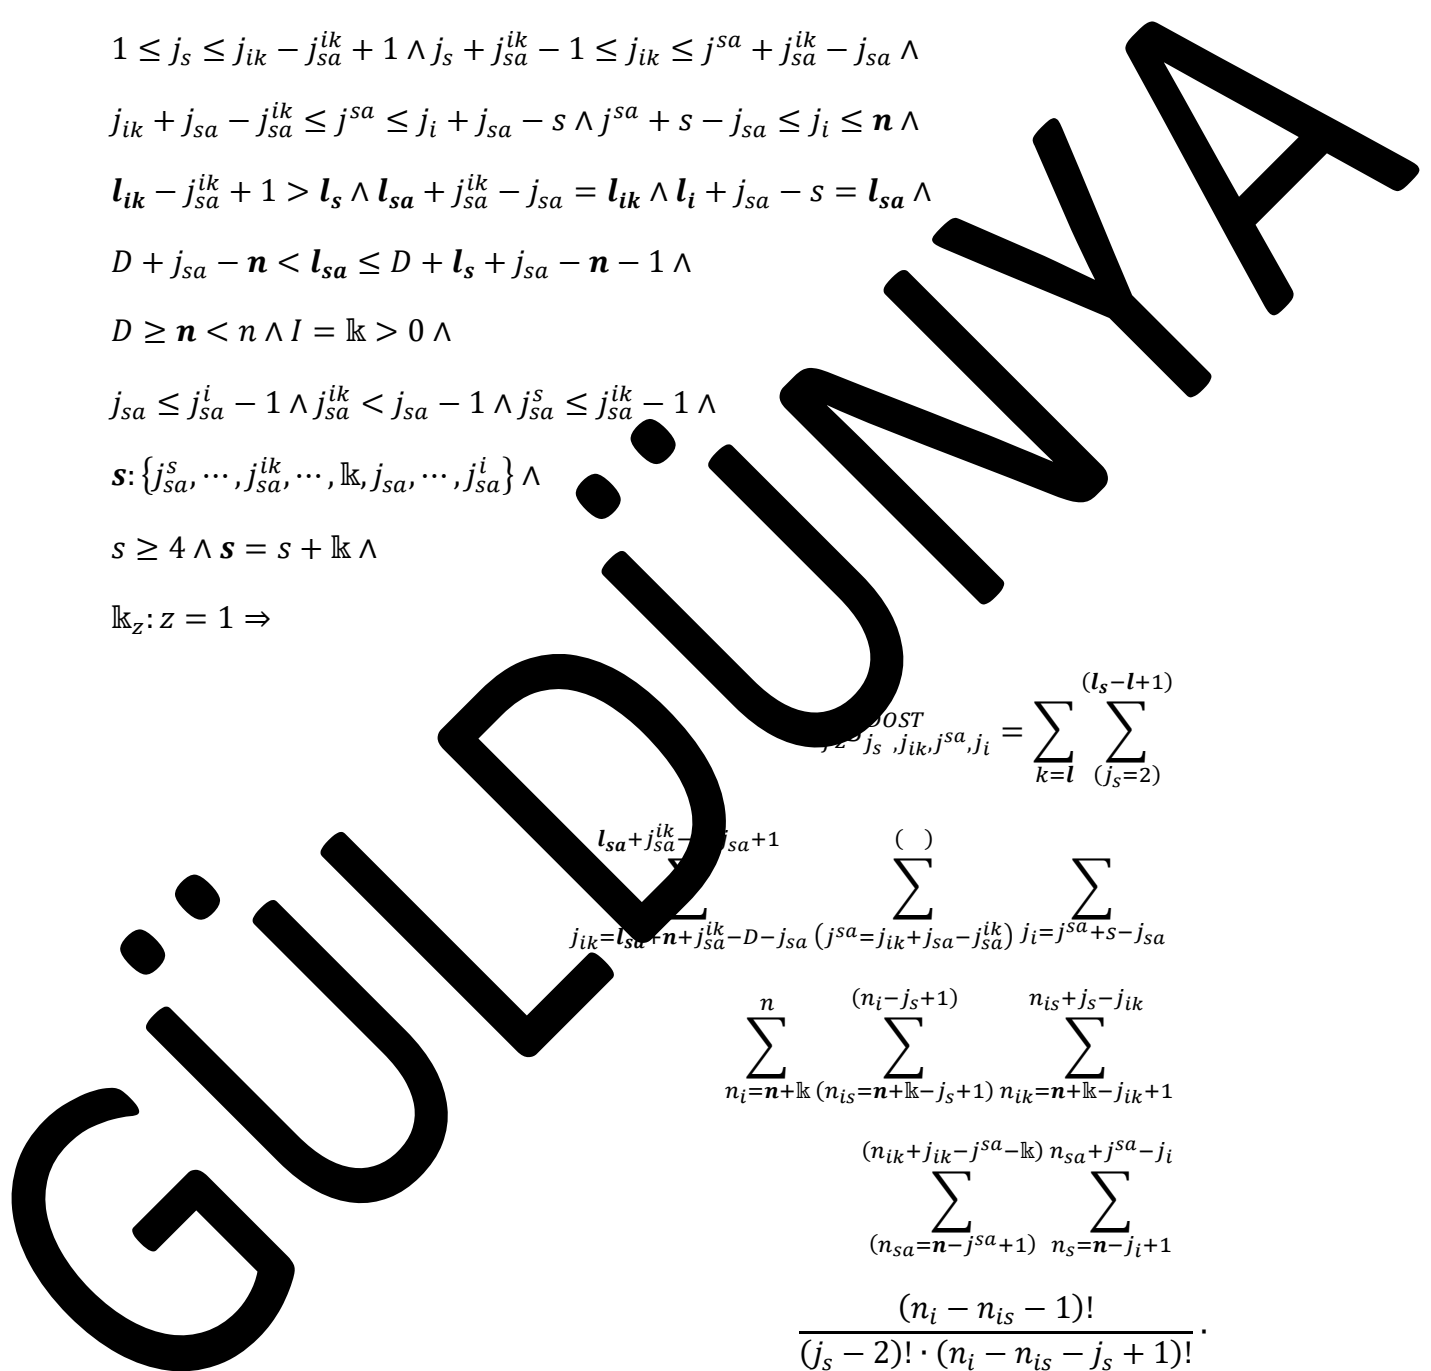 1 ≤ j_s ≤ j_{ik} − j_{sa}^{ik} + 1 ∧ j_s + j_{sa}^{ik} − 1 ≤ j_{ik} ≤ j^{sa} + j_{sa}^{ik} − j_{sa} ∧
j_{ik} + j_{sa} − j_{sa}^{ik} ≤ j^{sa} ≤ j_i + j_{sa} − s ∧ j^{sa} + s − j_{sa} ≤ j_i ≤ n ∧
l_{ik} − j_{sa}^{ik} + 1 > l_s ∧ l_{sa} + j_{sa}^{ik} − j_{sa} = l_{ik} ∧ l_i + j_{sa} − s = l_{sa} ∧
D + j_{sa} − n < l_{sa} ≤ D + l_s + j_{sa} − n − 1 ∧
D ≥ n < n ∧ I = 𝕜 > 0 ∧
j_{sa} ≤ j_{sa}^{i} − 1 ∧ j_{sa}^{ik} < j_{sa} − 1 ∧ j_{sa}^{s} ≤ j_{sa}^{ik} − 1 ∧
s: {j_{sa}^{s}, ⋯, j_{sa}^{ik}, ⋯, 𝕜, j_{sa}, ⋯, j_{sa}^{i}} ∧
s ≥ 4 ∧ s = s + 𝕜 ∧
𝕜_z: z = 1 ⇒
_{j_s, j_{ik}, j^{sa}, j_i} = ∑_{k=l} ∑_{(j_s=2)}^{(l_s−l+1)}
∑_{j_{ik}=l_{sa}+n+j_{sa}^{ik}−D−j_{sa}} ∑_{(j^{sa}=j_{ik}+j_{sa}−j_{sa}^{ik})}^{( )} ∑_{j_i=j^{sa}+s−j_{sa}}
∑_{n_i=n+𝕜}^{n} ∑_{(n_{is}=n+𝕜−j_s+1)}^{(n_i−j_s+1)} ∑_{n_{ik}=n+𝕜−j_{ik}+1}^{n_{is}+j_s−j_{ik}}
∑_{(n_{sa}=n−j^{sa}+1)}^{(n_{ik}+j_{ik}−j^{sa}−𝕜)} ∑_{n_s=n−j_i+1}^{n_{sa}+j^{sa}−j_i}
(n_i − n_{is} − 1)!
(j_s − 2)! · (n_i − n_{is} − j_s + 1)! ·
GÜLDÜNYA